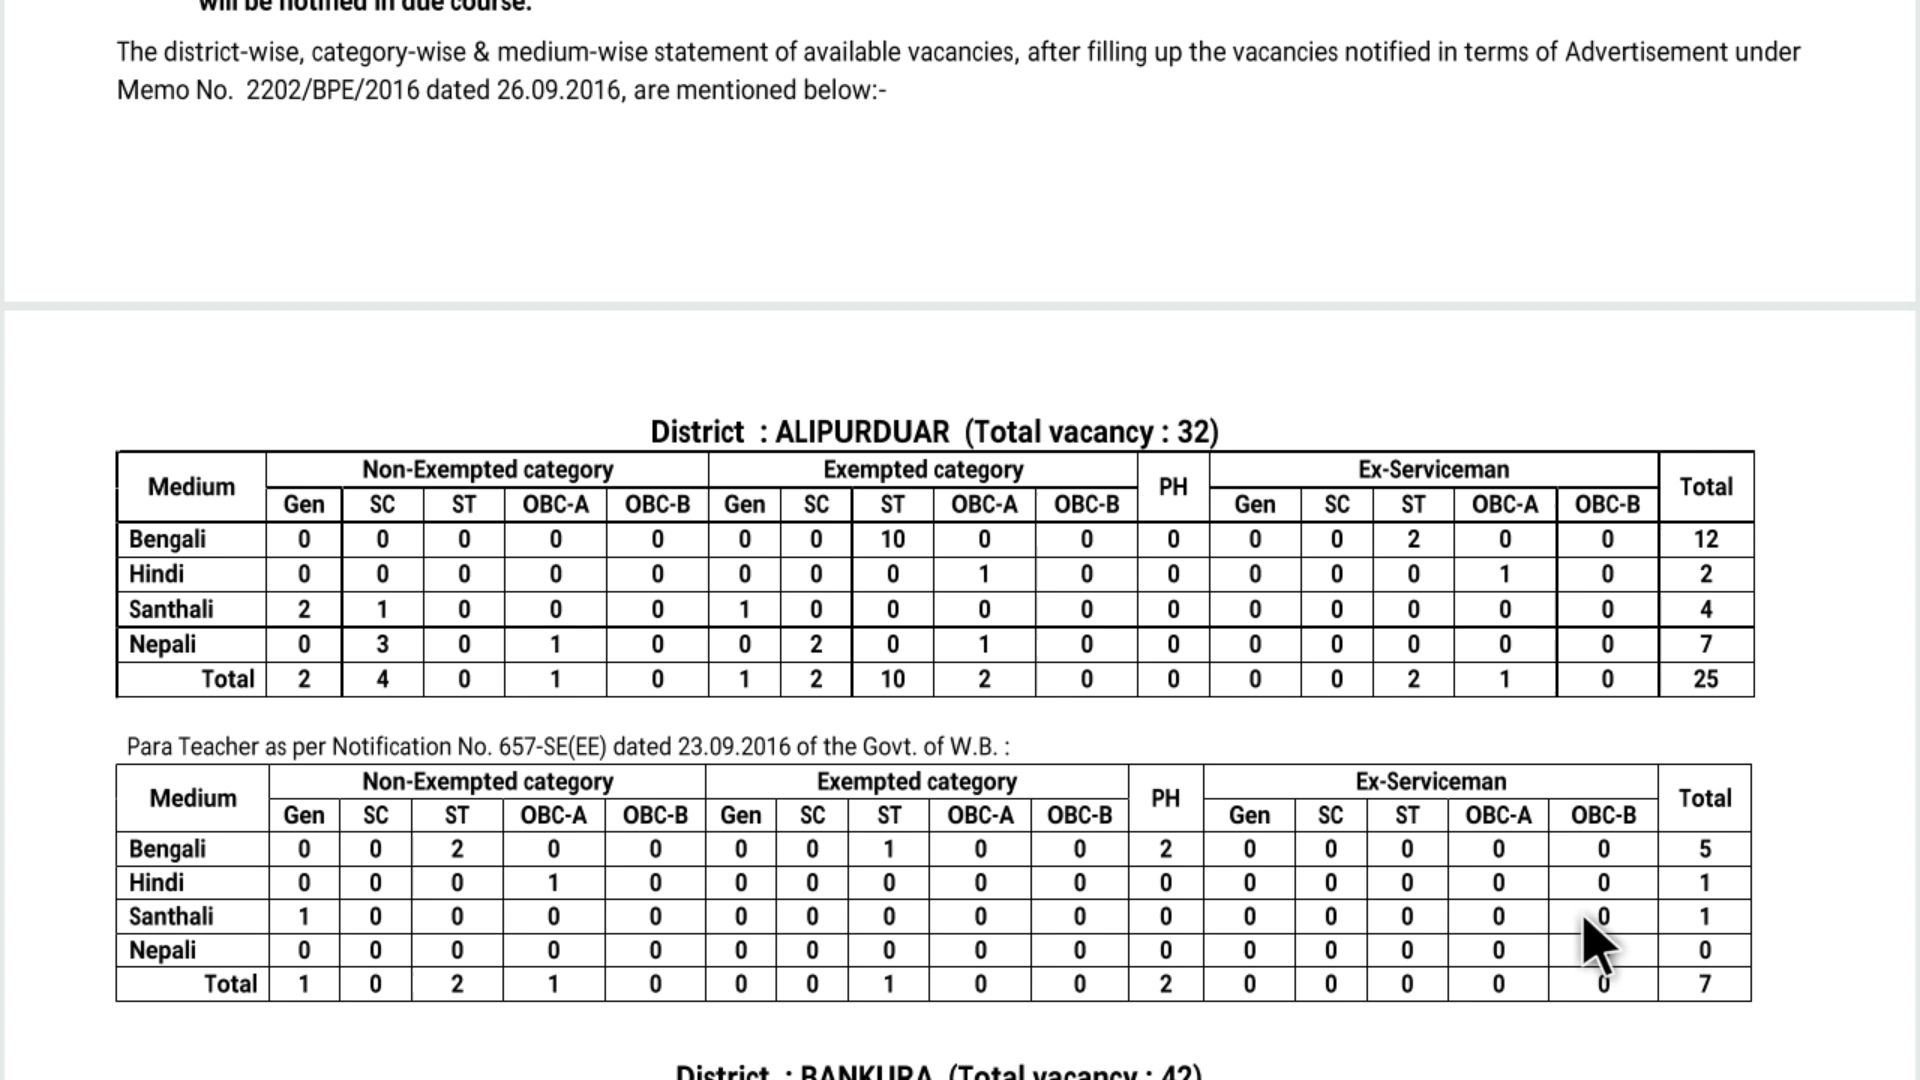 will be notified in due course.
The district-wise, category-wise & medium-wise statement of available vacancies, after filling up the vacancies notified in terms of Advertisement under
Memo No. 2202/BPE/2016 dated 26.09.2016, are mentioned below:-
District : ALIPURDUAR (Total vacancy : 32)
Medium Non-Exempted category Exempted category PH Ex-Serviceman Total
Gen SC ST OBC-A OBC-B Gen SC ST OBC-A OBC-B Gen SC ST OBC-A OBC-B
Bengali 0 0 0 0 0 0 0 10 0 0 0 0 0 2 0 0 12
Hindi 0 0 0 0 0 0 0 0 1 0 0 0 0 0 1 0 2
Santhali 2 1 0 0 0 1 0 0 0 0 0 0 0 0 0 0 4
Nepali 0 3 0 1 0 0 2 0 1 0 0 0 0 0 0 0 7
Total 2 4 0 1 0 1 2 10 2 0 0 0 0 2 1 0 25
Para Teacher as per Notification No. 657-SE(EE) dated 23.09.2016 of the Govt. of W.B. :
Medium Non-Exempted category Exempted category PH Ex-Serviceman Total
Gen SC ST OBC-A OBC-B Gen SC ST OBC-A OBC-B Gen SC ST OBC-A OBC-B
Bengali 0 0 2 0 0 0 0 1 0 0 2 0 0 0 0 0 5
Hindi 0 0 0 1 0 0 0 0 0 0 0 0 0 0 0 0 1
Santhali 1 0 0 0 0 0 0 0 0 0 0 0 0 0 0 0 1
Nepali 0 0 0 0 0 0 0 0 0 0 0 0 0 0 0 0 0
Total 1 0 2 1 0 0 0 1 0 0 2 0 0 0 0 0 7
District : BANKURA (Total vacancy : 42)